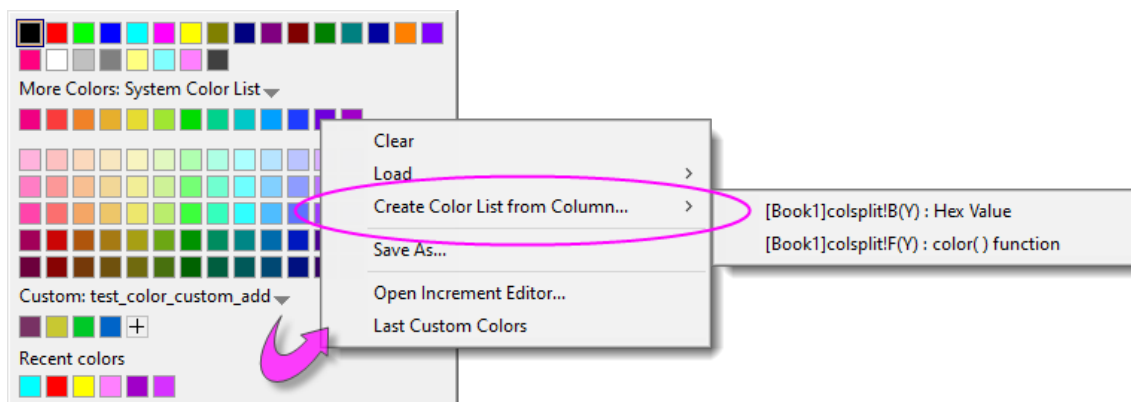 More Colors: System Color List
Clear
Load
Create Color List from Column...
[Book1]colsplit!B(Y) : Hex Value
[Book1]colsplit!F(Y) : color( ) function
Save As...
Open Increment Editor...
Last Custom Colors
Custom: test_color_custom_add
Recent colors